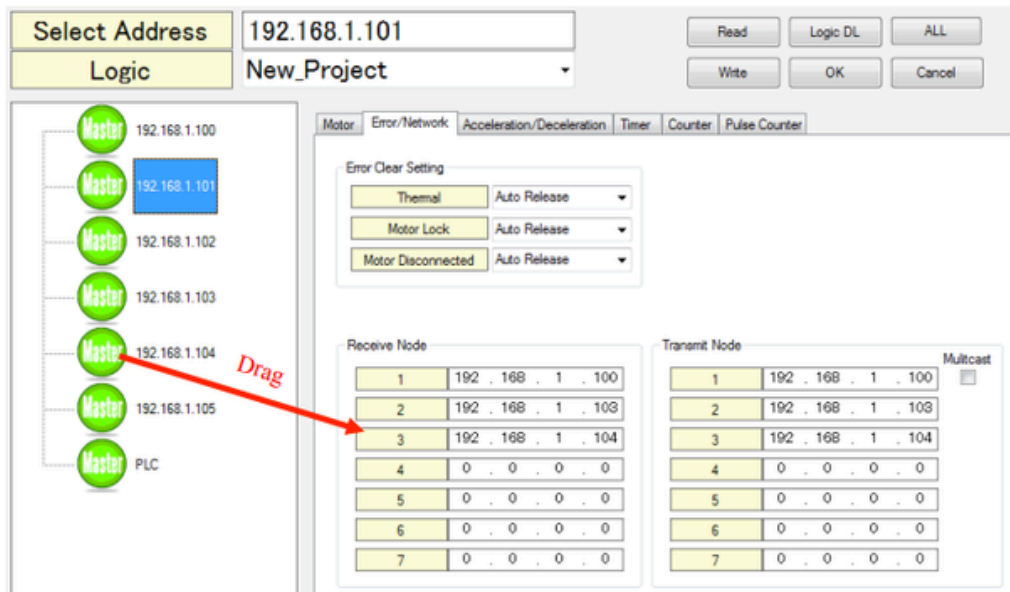 Select Address 192.168.1.101 Read Logic DL ALL
Logic New_Project Write OK Cancel
Master 192.168.1.100
Master 192.168.1.101
Master 192.168.1.102
Master 192.168.1.103
Master 192.168.1.104
Master 192.168.1.105
Master PLC
Drag
Motor Error/Network Acceleration/Deceleration Timer Counter Pulse Counter
Error Clear Setting
Thermal Auto Release
Motor Lock Auto Release
Motor Disconnected Auto Release
Receive Node
1 192 . 168 . 1 . 100
2 192 . 168 . 1 . 103
3 192 . 168 . 1 . 104
4 0 . 0 . 0 . 0
5 0 . 0 . 0 . 0
6 0 . 0 . 0 . 0
7 0 . 0 . 0 . 0
Transmit Node
Mulitcast
1 192 . 168 . 1 . 100
2 192 . 168 . 1 . 103
3 192 . 168 . 1 . 104
4 0 . 0 . 0 . 0
5 0 . 0 . 0 . 0
6 0 . 0 . 0 . 0
7 0 . 0 . 0 . 0